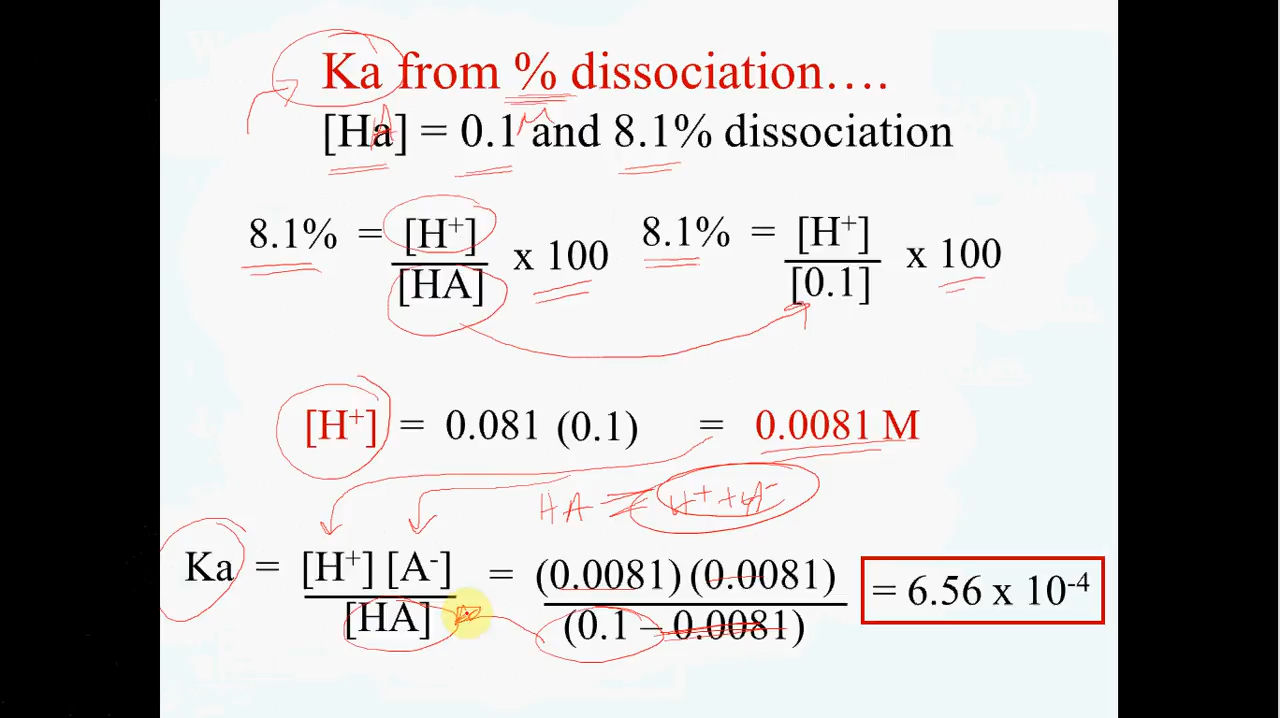 Ka from % dissociation….
[Ha] = 0.1 M and 8.1% dissociation
A
8.1% = [H⁺] / [HA] x 100
8.1% = [H⁺] / [0.1] x 100
[H⁺] = 0.081 (0.1) = 0.0081 M
HA ⇌ H⁺ + A⁻
Ka = [H⁺] [A⁻] / [HA] = (0.0081) (0.0081) / (0.1 – 0.0081) = 6.56 x 10⁻⁴